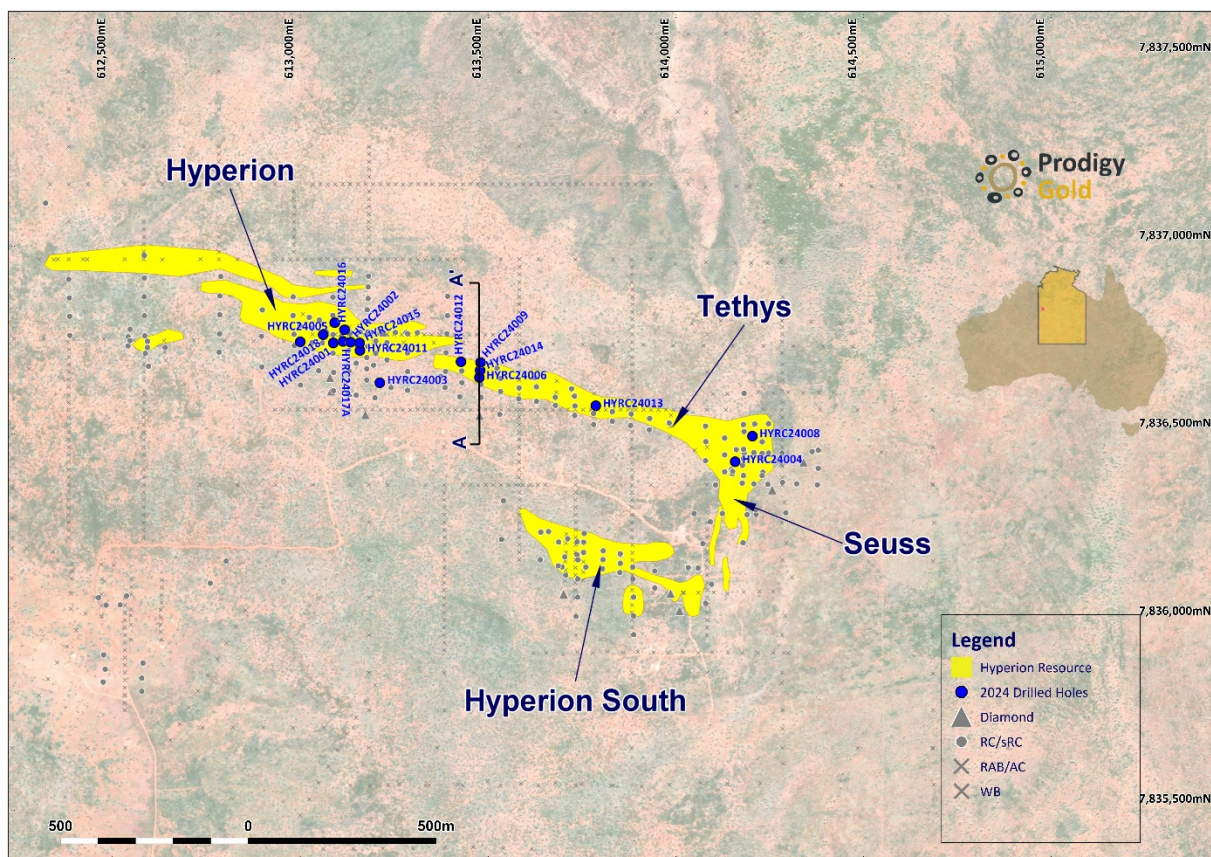 612,500mE
613,000mE
613,500mE
614,000mE
614,500mE
615,000mE
7,837,500mN
Prodigy
Gold
Hyperion
7,837,000mN
A'
HYRC24016
HYRC24002
HYRC24012
HYRC24009
Tethys
HYRC24005
HYRC24015
HYRC24018
HYRC24011
HYRC24014
HYRC24001
HYRC24006
HYRC24017A
HYRC24003
HYRC24013
A
HYRC24008
7,836,500mN
HYRC24004
Seuss
7,836,000mN
Hyperion South
Legend
Hyperion Resource
2024 Drilled Holes
Diamond
RC/sRC
RAB/AC
WB
7,835,500mN
500 0 500m